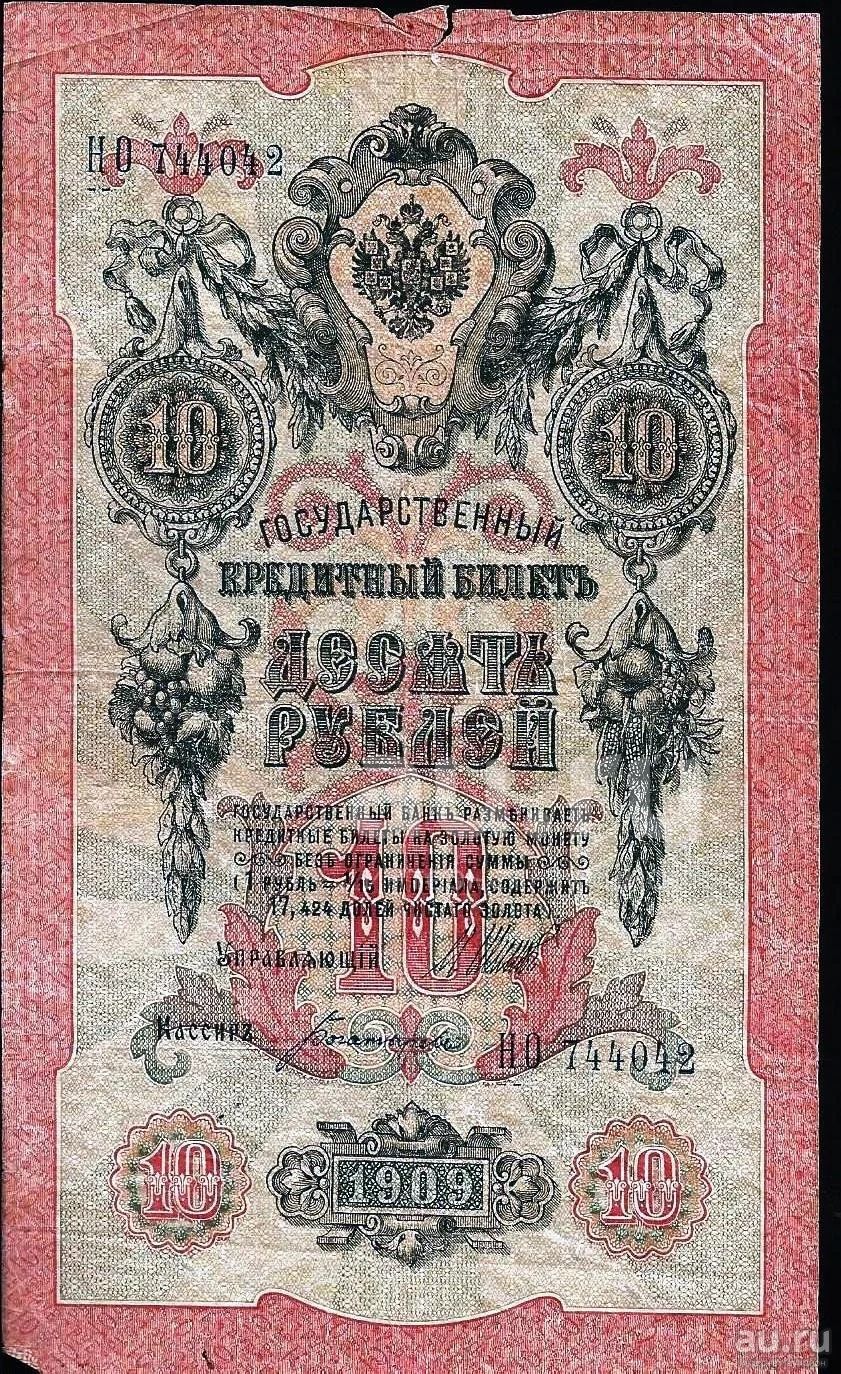 НО 744042
10 10
ГОСУДАРСТВЕННЫЙ
КРЕДИТНЫЙ БИЛЕТЪ
ДЕСЯТЬ
РУБЛЕЙ
ГОСУДАРСТВЕННЫЙ БАНКЪ РАЗМѢНИВАЕТЪ
КРЕДИТНЫЕ БИЛЕТЫ НА ЗОЛОТУЮ МОНЕТУ
БЕЗЪ ОГРАНИЧЕНІЯ СУММЫ
(1 РУБЛЬ = 1/15 ИМПЕРІАЛА, СОДЕРЖИТЪ
17,424 ДОЛЕЙ ЧИСТАГО ЗОЛОТА)
10
УПРАВЛЯЮЩІЙ
КАССИРЪ
НО 744042
10 1909 10
au.ru